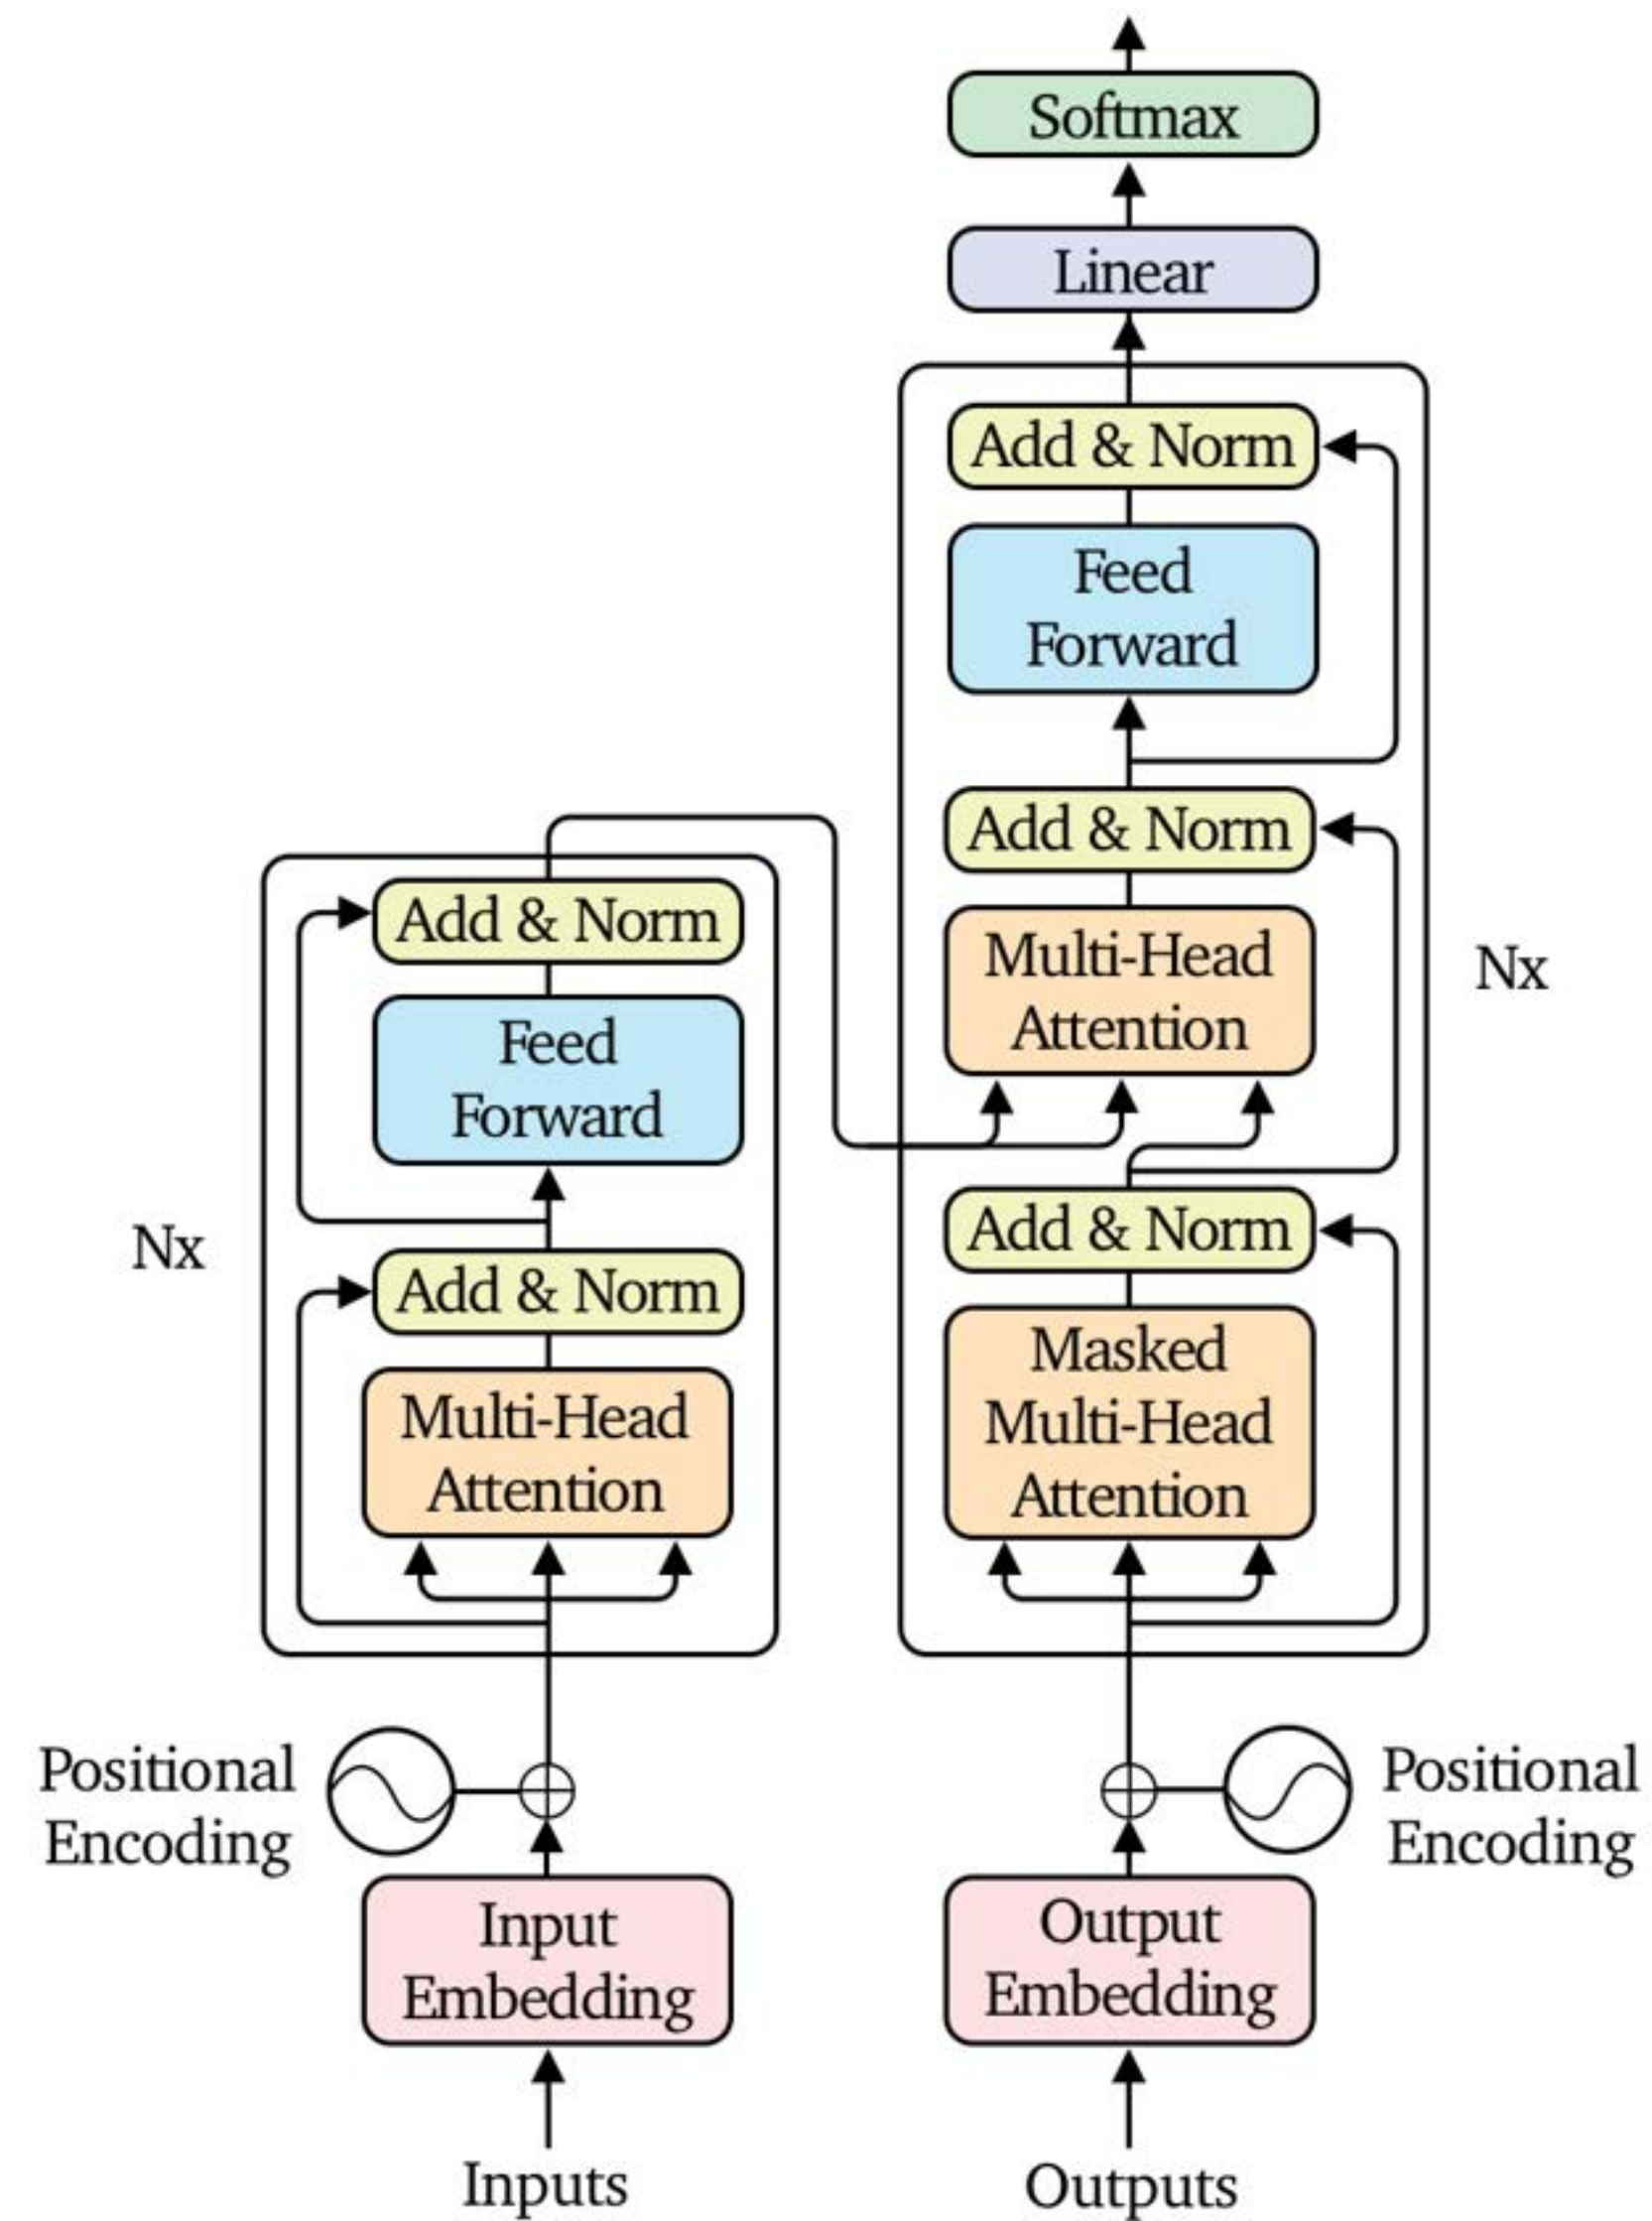 Softmax
Linear
Add & Norm
Feed
Forward
Add & Norm
Multi-Head
Attention
Nx
Add & Norm
Masked
Multi-Head
Attention
Add & Norm
Feed
Forward
Nx
Add & Norm
Multi-Head
Attention
Positional
Encoding
Positional
Encoding
Input
Embedding
Output
Embedding
Inputs
Outputs